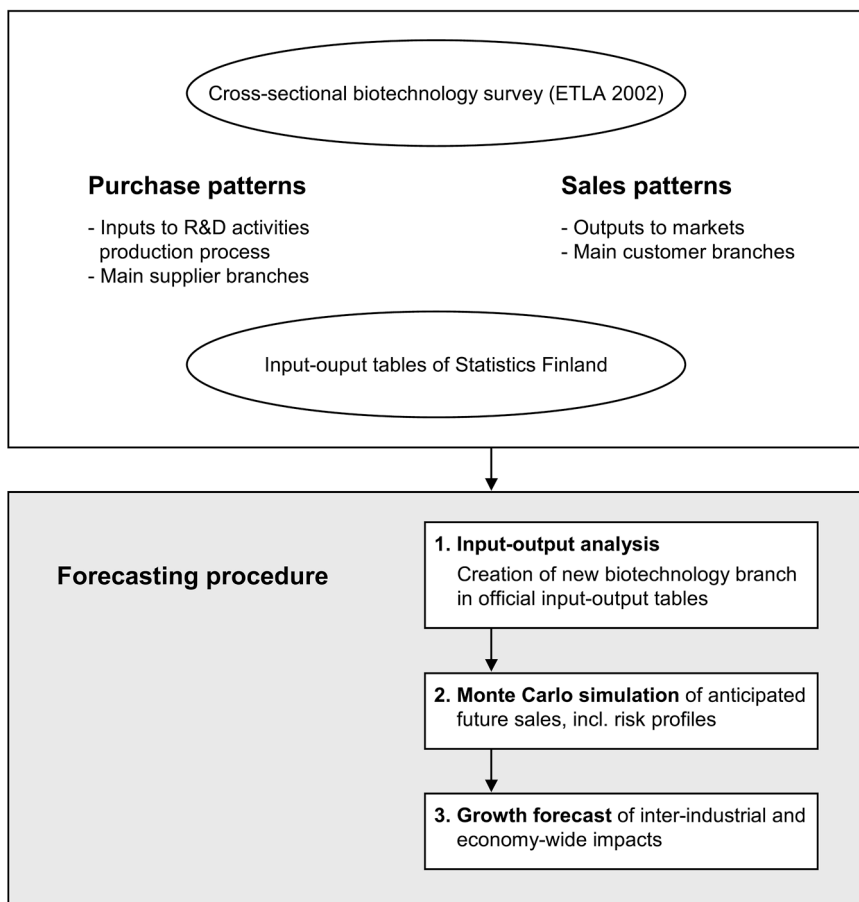 Cross-sectional biotechnology survey (ETLA 2002)
Purchase patterns
- Inputs to R&D activities
production process
- Main supplier branches
Sales patterns
- Outputs to markets
- Main customer branches
Input-ouput tables of Statistics Finland
Forecasting procedure
1. Input-output analysis
Creation of new biotechnology branch
in official input-output tables
2. Monte Carlo simulation of anticipated
future sales, incl. risk profiles
3. Growth forecast of inter-industrial and
economy-wide impacts